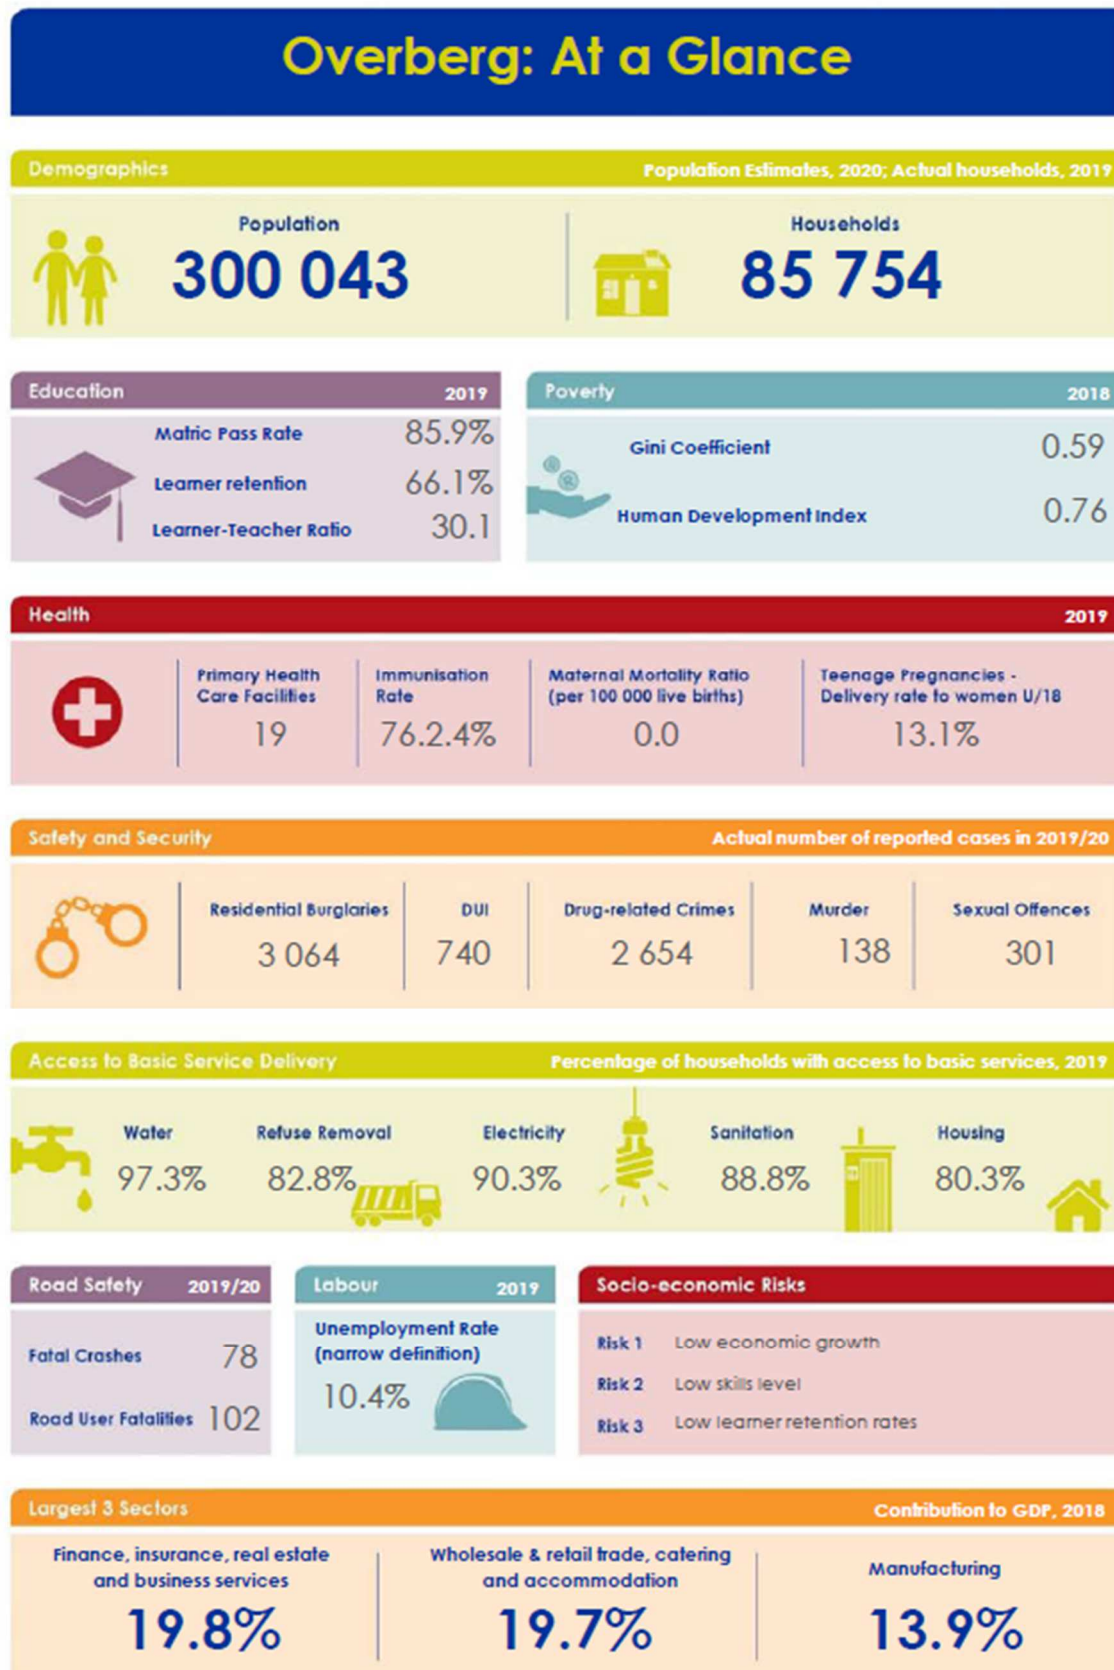 Overberg: At a Glance
Demographics Population Estimates, 2020; Actual households, 2019
Population Households
300 043 85 754
Education 2019
Matric Pass Rate 85.9%
Learner retention 66.1%
Learner-Teacher Ratio 30.1
Poverty 2018
Gini Coefficient 0.59
Human Development Index 0.76
Health 2019
Primary Health
Care Facilities
19
Immunisation
Rate
76.2.4%
Maternal Mortality Ratio
(per 100 000 live births)
0.0
Teenage Pregnancies -
Delivery rate to women U/18
13.1%
Safety and Security Actual number of reported cases in 2019/20
Residential Burglaries DUI Drug-related Crimes Murder Sexual Offences
3 064 740 2 654 138 301
Access to Basic Service Delivery Percentage of households with access to basic services, 2019
Water Refuse Removal Electricity Sanitation Housing
97.3% 82.8% 90.3% 88.8% 80.3%
Road Safety 2019/20
Fatal Crashes 78
Road User Fatalities 102
Labour 2019
Unemployment Rate
(narrow definition)
10.4%
Socio-economic Risks
Risk 1 Low economic growth
Risk 2 Low skills level
Risk 3 Low learner retention rates
Largest 3 Sectors Contribution to GDP, 2018
Finance, insurance, real estate
and business services
19.8%
Wholesale & retail trade, catering
and accommodation
19.7%
Manufacturing
13.9%